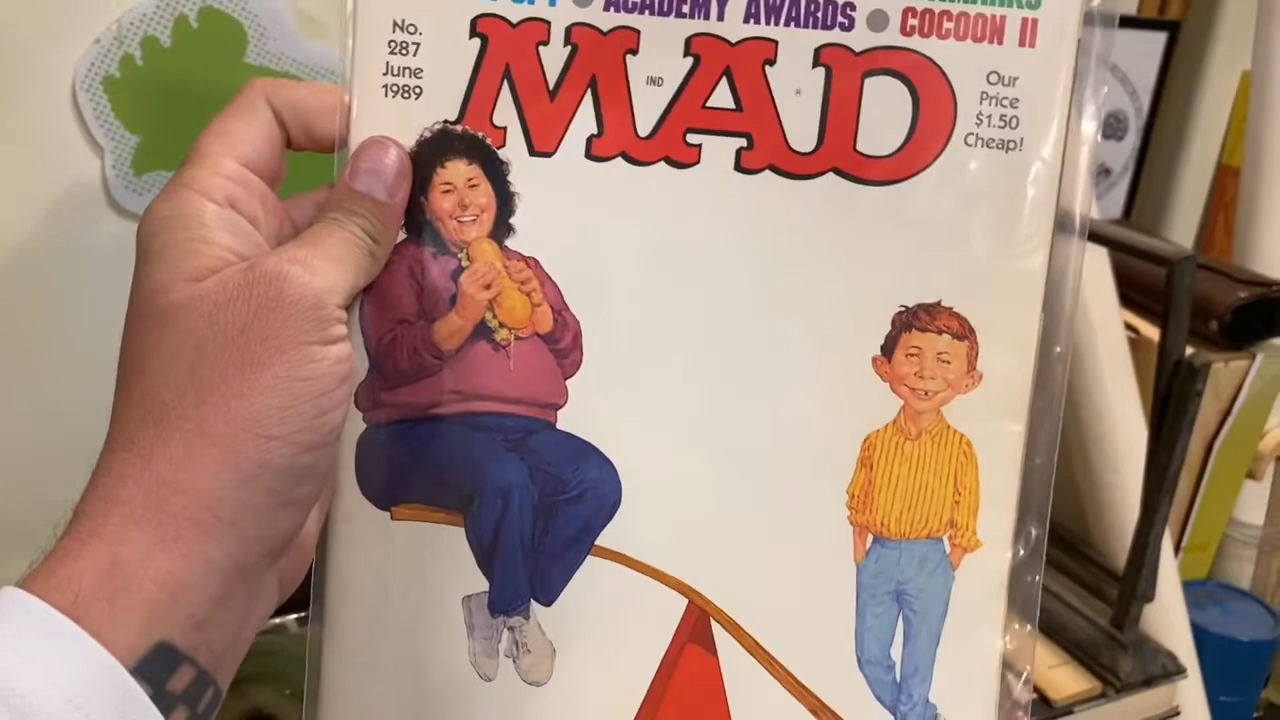 ACADEMY AWARDS ● COCOON II
No.
287
June
1989
MAD
IND
®
Our
Price
$1.50
Cheap!